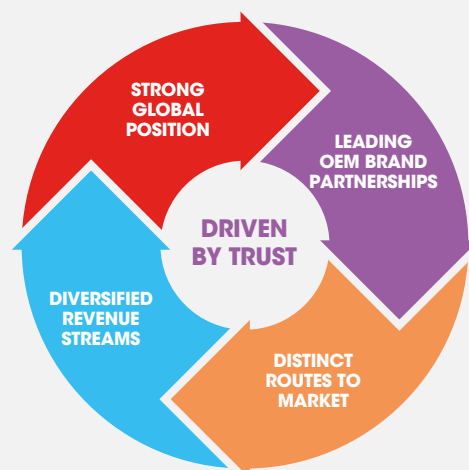 STRONG
GLOBAL
POSITION
LEADING
OEM BRAND
PARTNERSHIPS
DRIVEN
BY TRUST
DIVERSIFIED
REVENUE
STREAMS
DISTINCT
ROUTES TO
MARKET